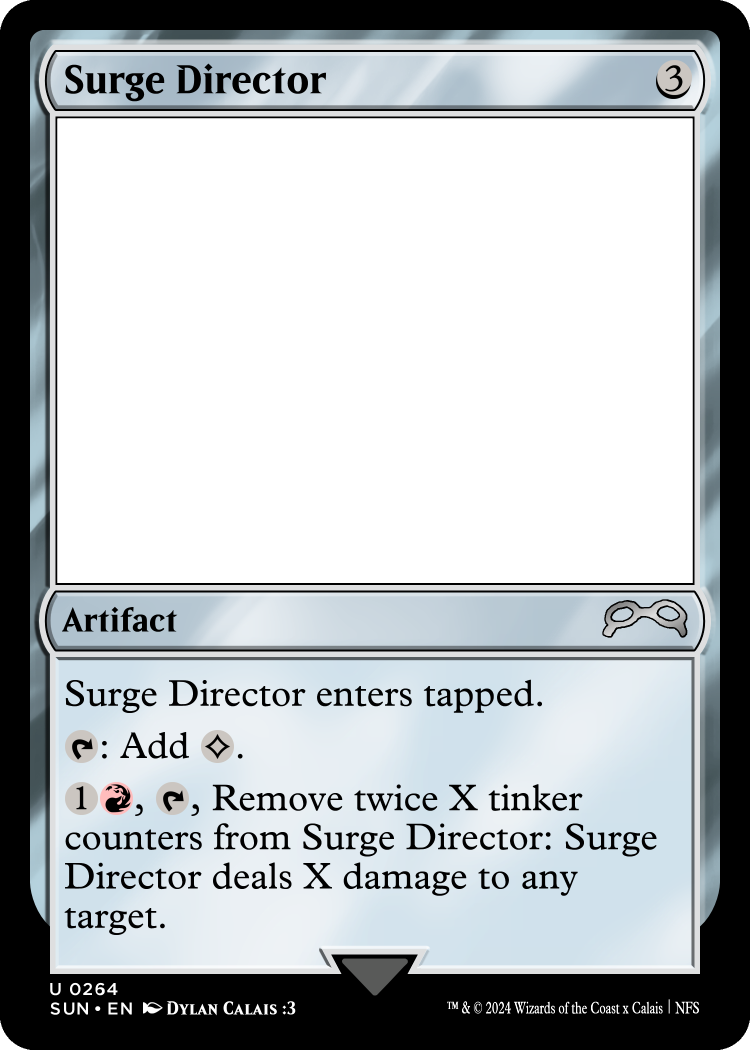 Surge Director 3
Artifact
Surge Director enters tapped.
: Add .
1, , Remove twice X tinker
counters from Surge Director: Surge
Director deals X damage to any
target.
U 0264
SUN • EN DYLAN CALAIS :3
™ & © 2024 Wizards of the Coast x Calais | NFS